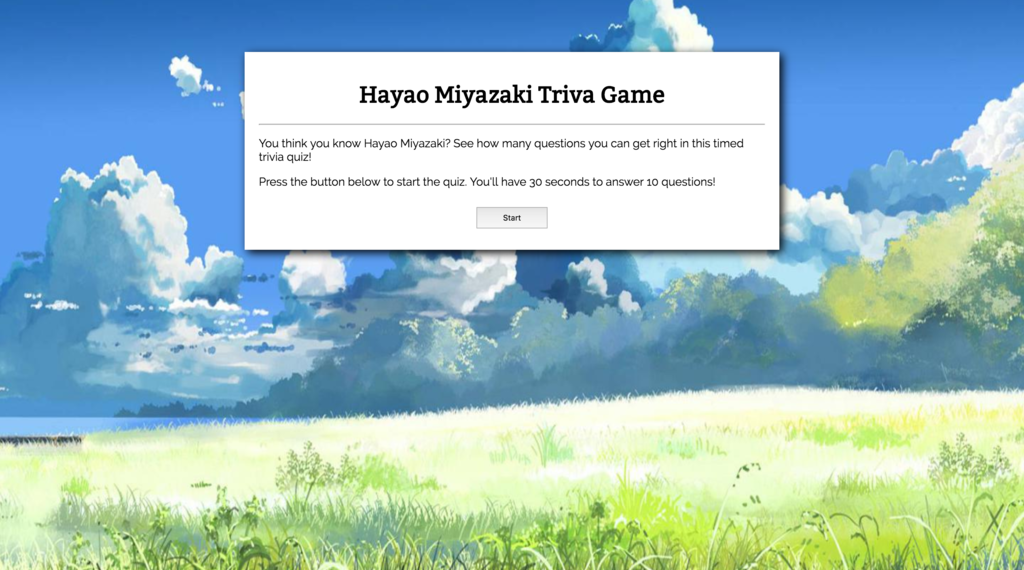 Hayao Miyazaki Triva Game
You think you know Hayao Miyazaki? See how many questions you can get right in this timed
trivia quiz!
Press the button below to start the quiz. You'll have 30 seconds to answer 10 questions!
Start